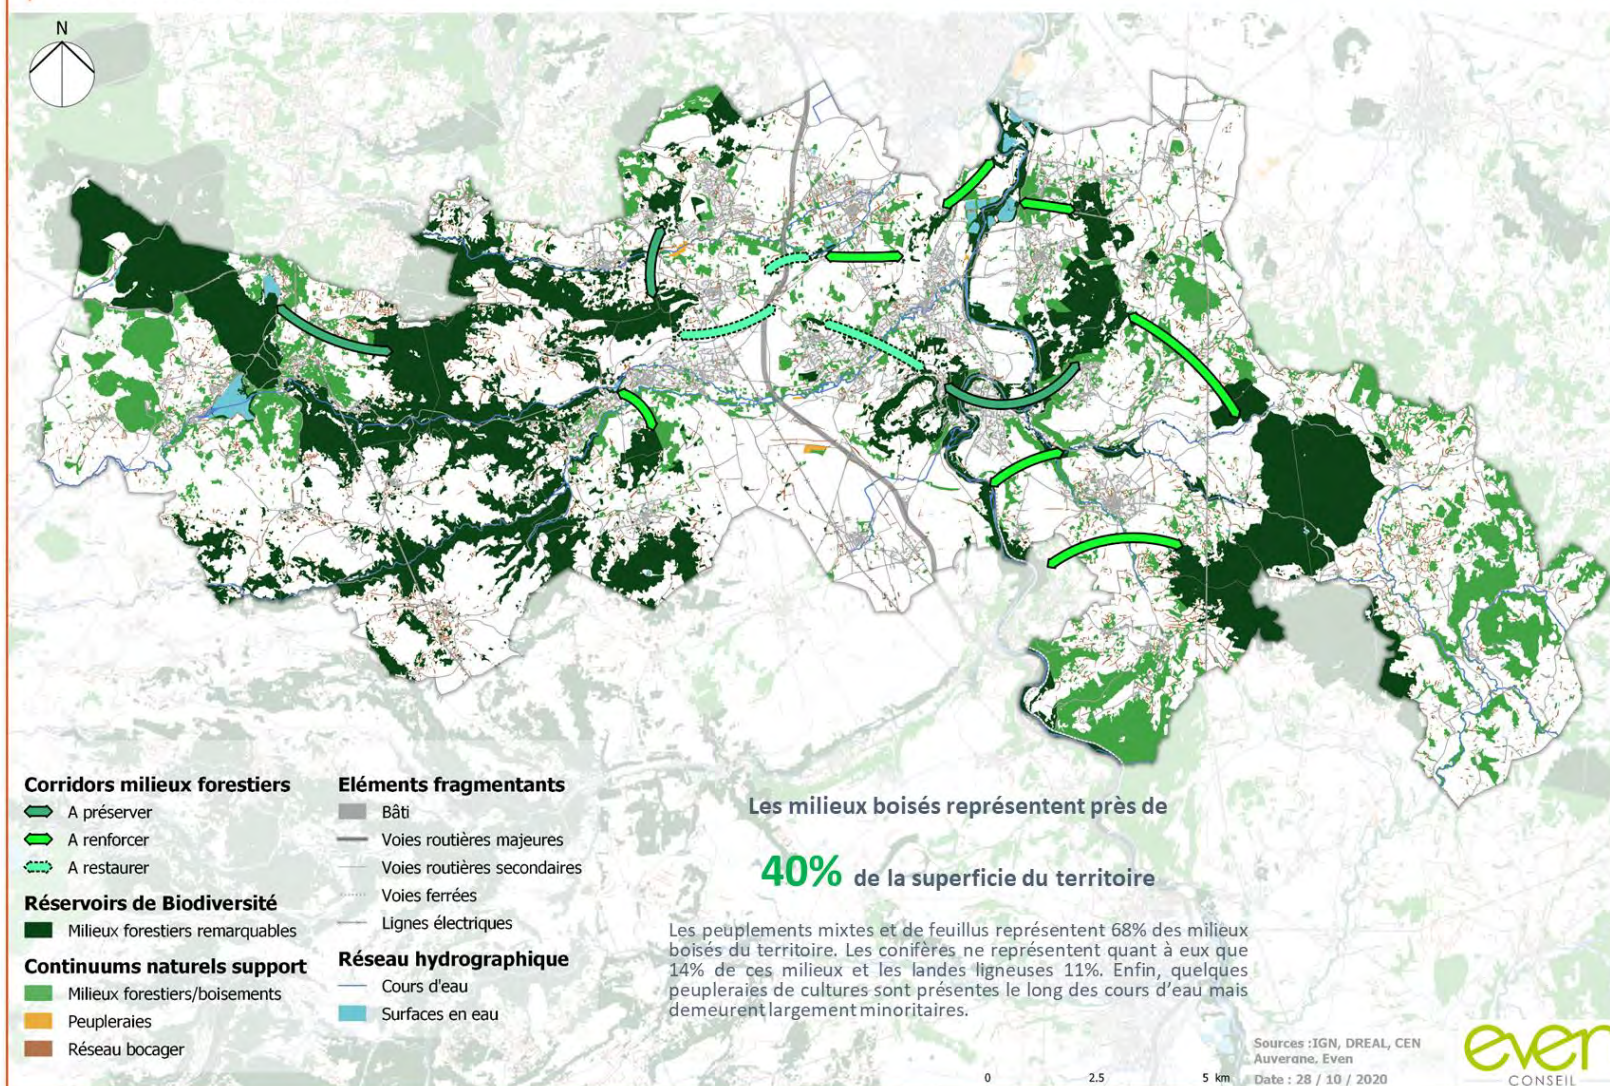 N
Corridors milieux forestiers
A préserver
A renforcer
A restaurer
Réservoirs de Biodiversité
Milieux forestiers remarquables
Continuums naturels support
Milieux forestiers/boisements
Peupleraies
Réseau bocager
Eléments fragmentants
Bâti
Voies routières majeures
Voies routières secondaires
Voies ferrées
Lignes électriques
Réseau hydrographique
Cours d'eau
Surfaces en eau
Les milieux boisés représentent près de
40% de la superficie du territoire
Les peuplements mixtes et de feuillus représentent 68% des milieux
boisés du territoire. Les conifères ne représentent quant à eux que
14% de ces milieux et les landes ligneuses 11%. Enfin, quelques
peupleraies de cultures sont présentes le long des cours d’eau mais
demeurent largement minoritaires.
0 2.5 5 km
Sources :IGN, DREAL, CEN
Auvergne, Even
Date : 28 / 10 / 2020
even
CONSEIL